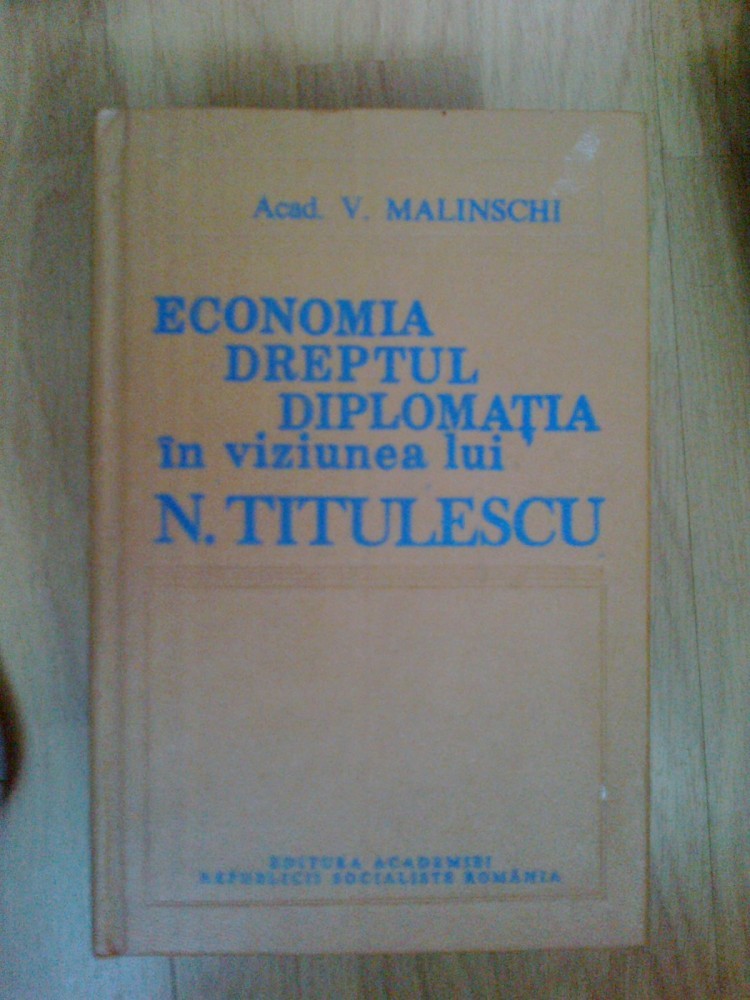 Acad. V. MALINSCHI
ECONOMIA
DREPTUL
DIPLOMAȚIA
în viziunea lui
N. TITULESCU
EDITURA ACADEMIEI
REPUBLICII SOCIALISTE ROMÂNIA